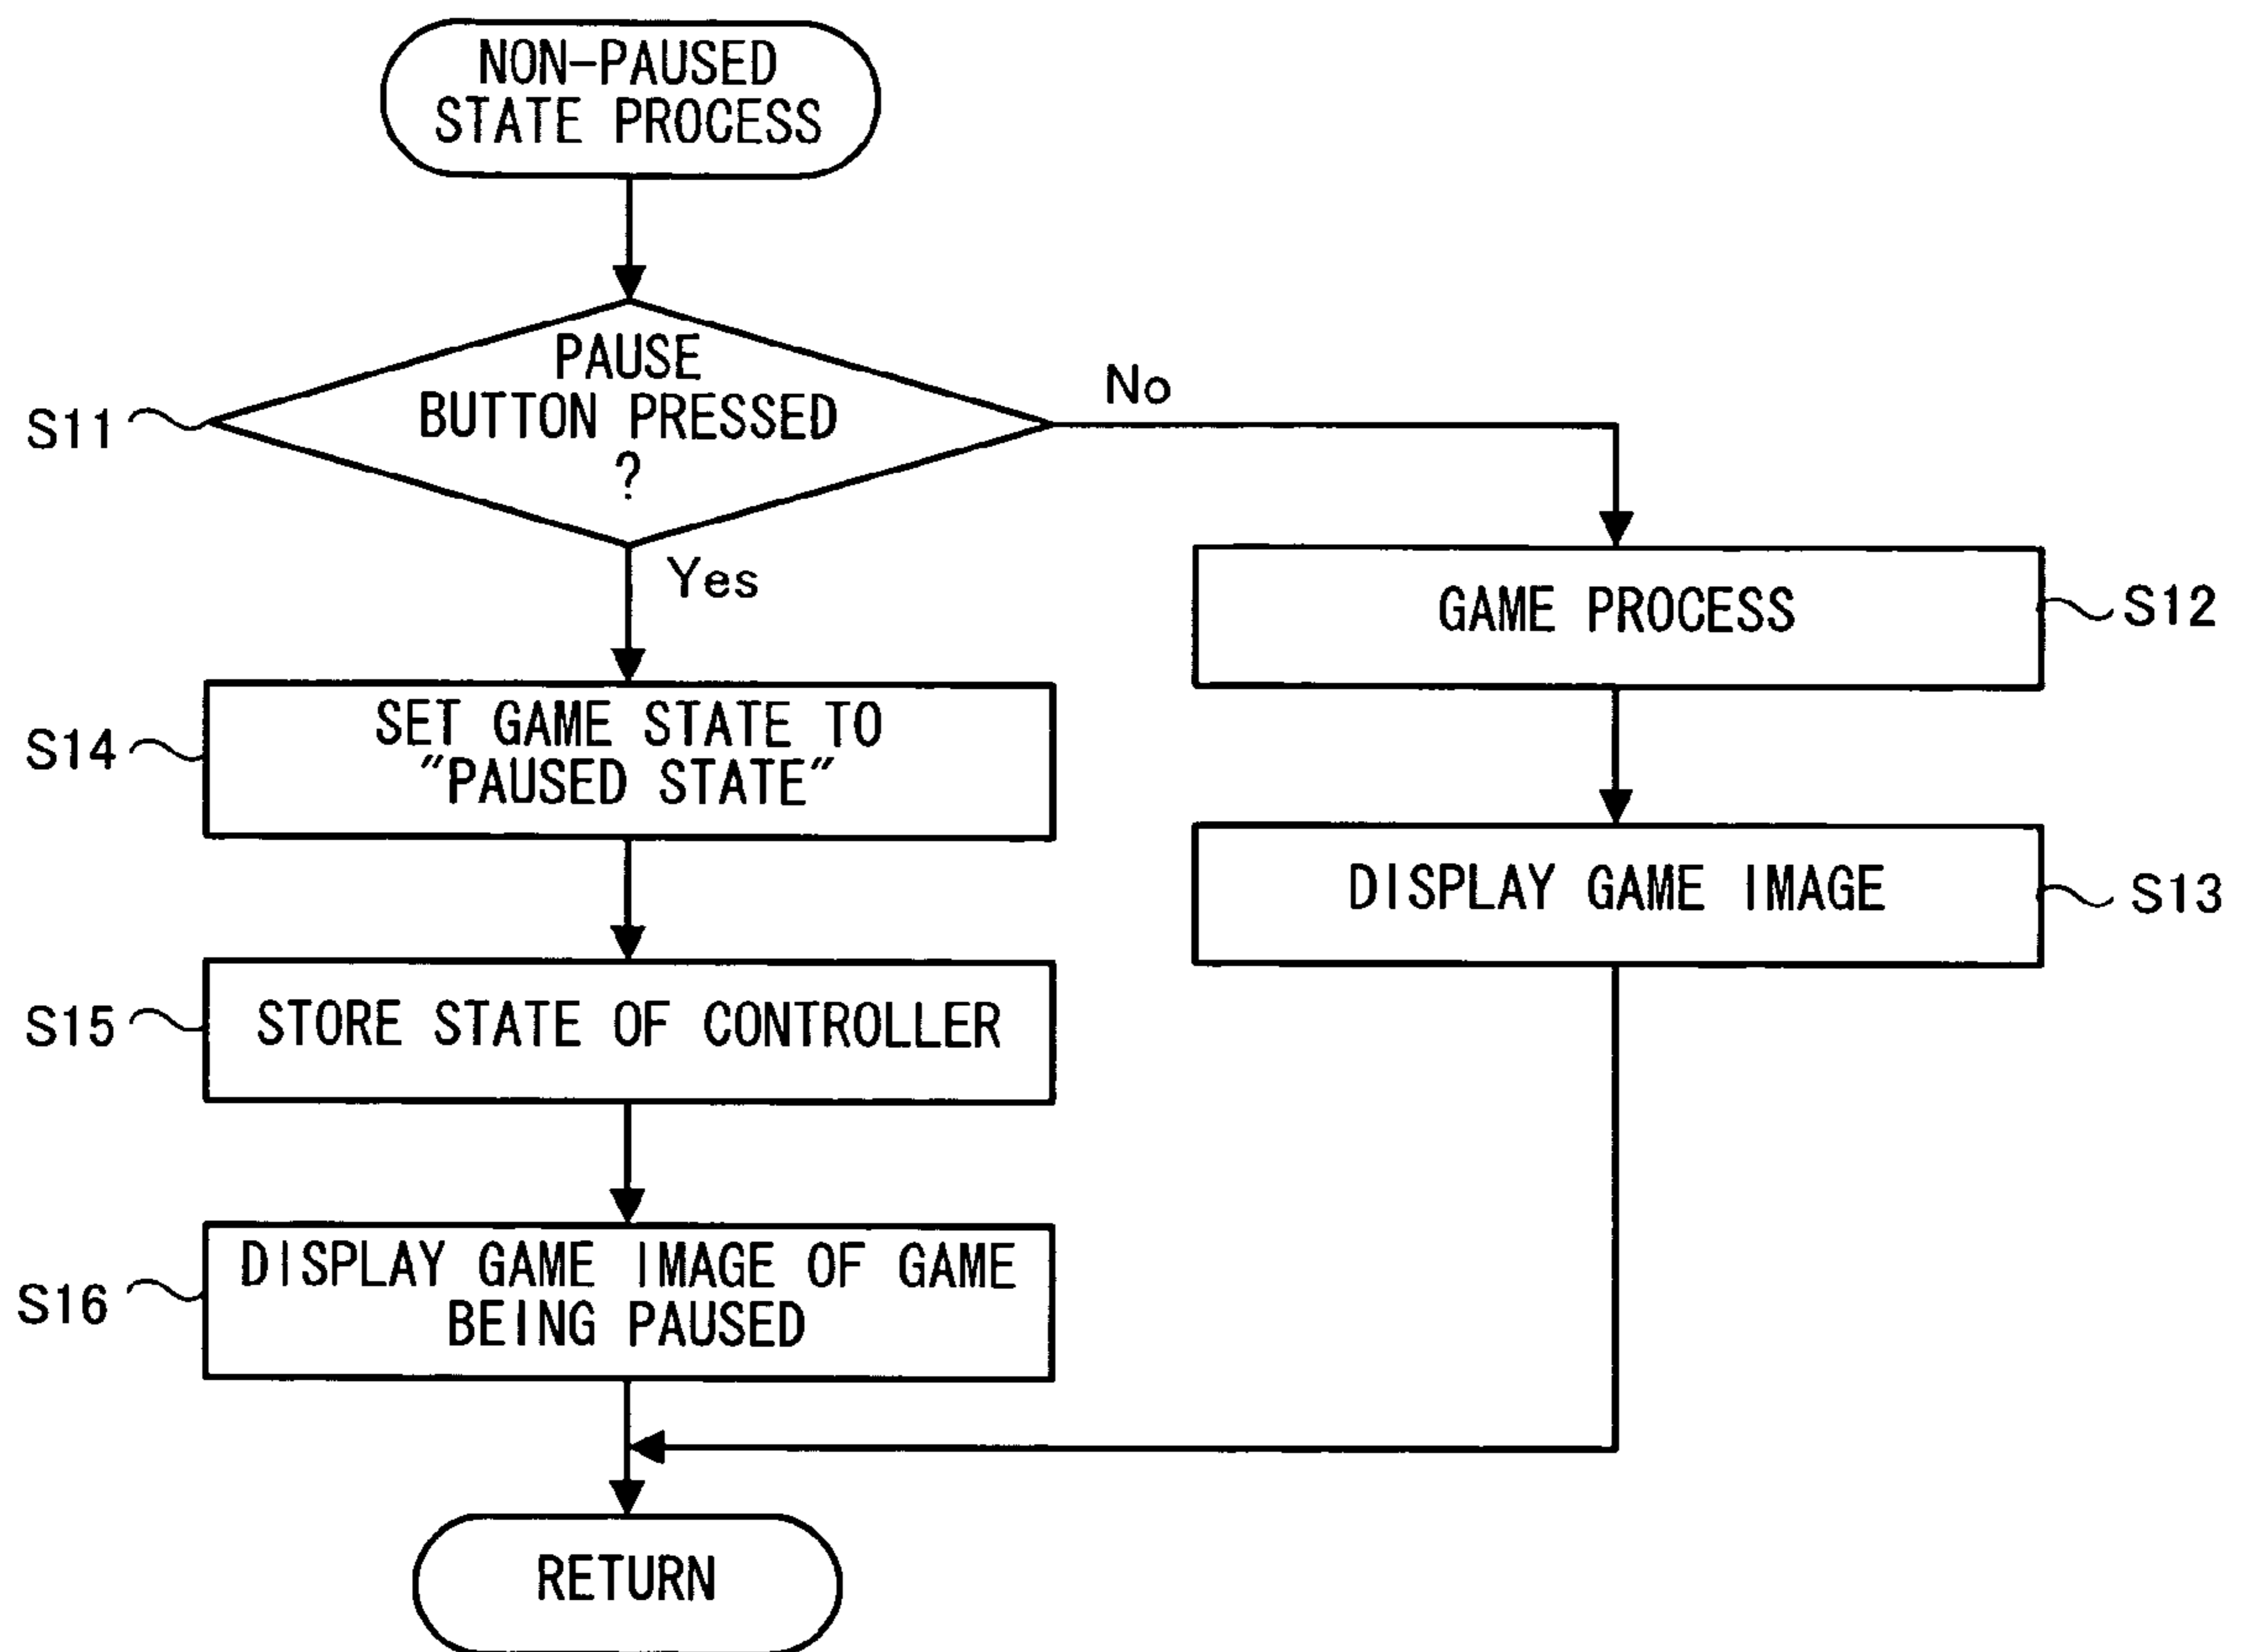 NON-PAUSED
STATE PROCESS
PAUSE
BUTTON PRESSED
?
S11
No
Yes
GAME PROCESS
S12
SET GAME STATE TO
"PAUSED STATE"
S14
DISPLAY GAME IMAGE
S13
STORE STATE OF CONTROLLER
S15
DISPLAY GAME IMAGE OF GAME
BEING PAUSED
S16
RETURN